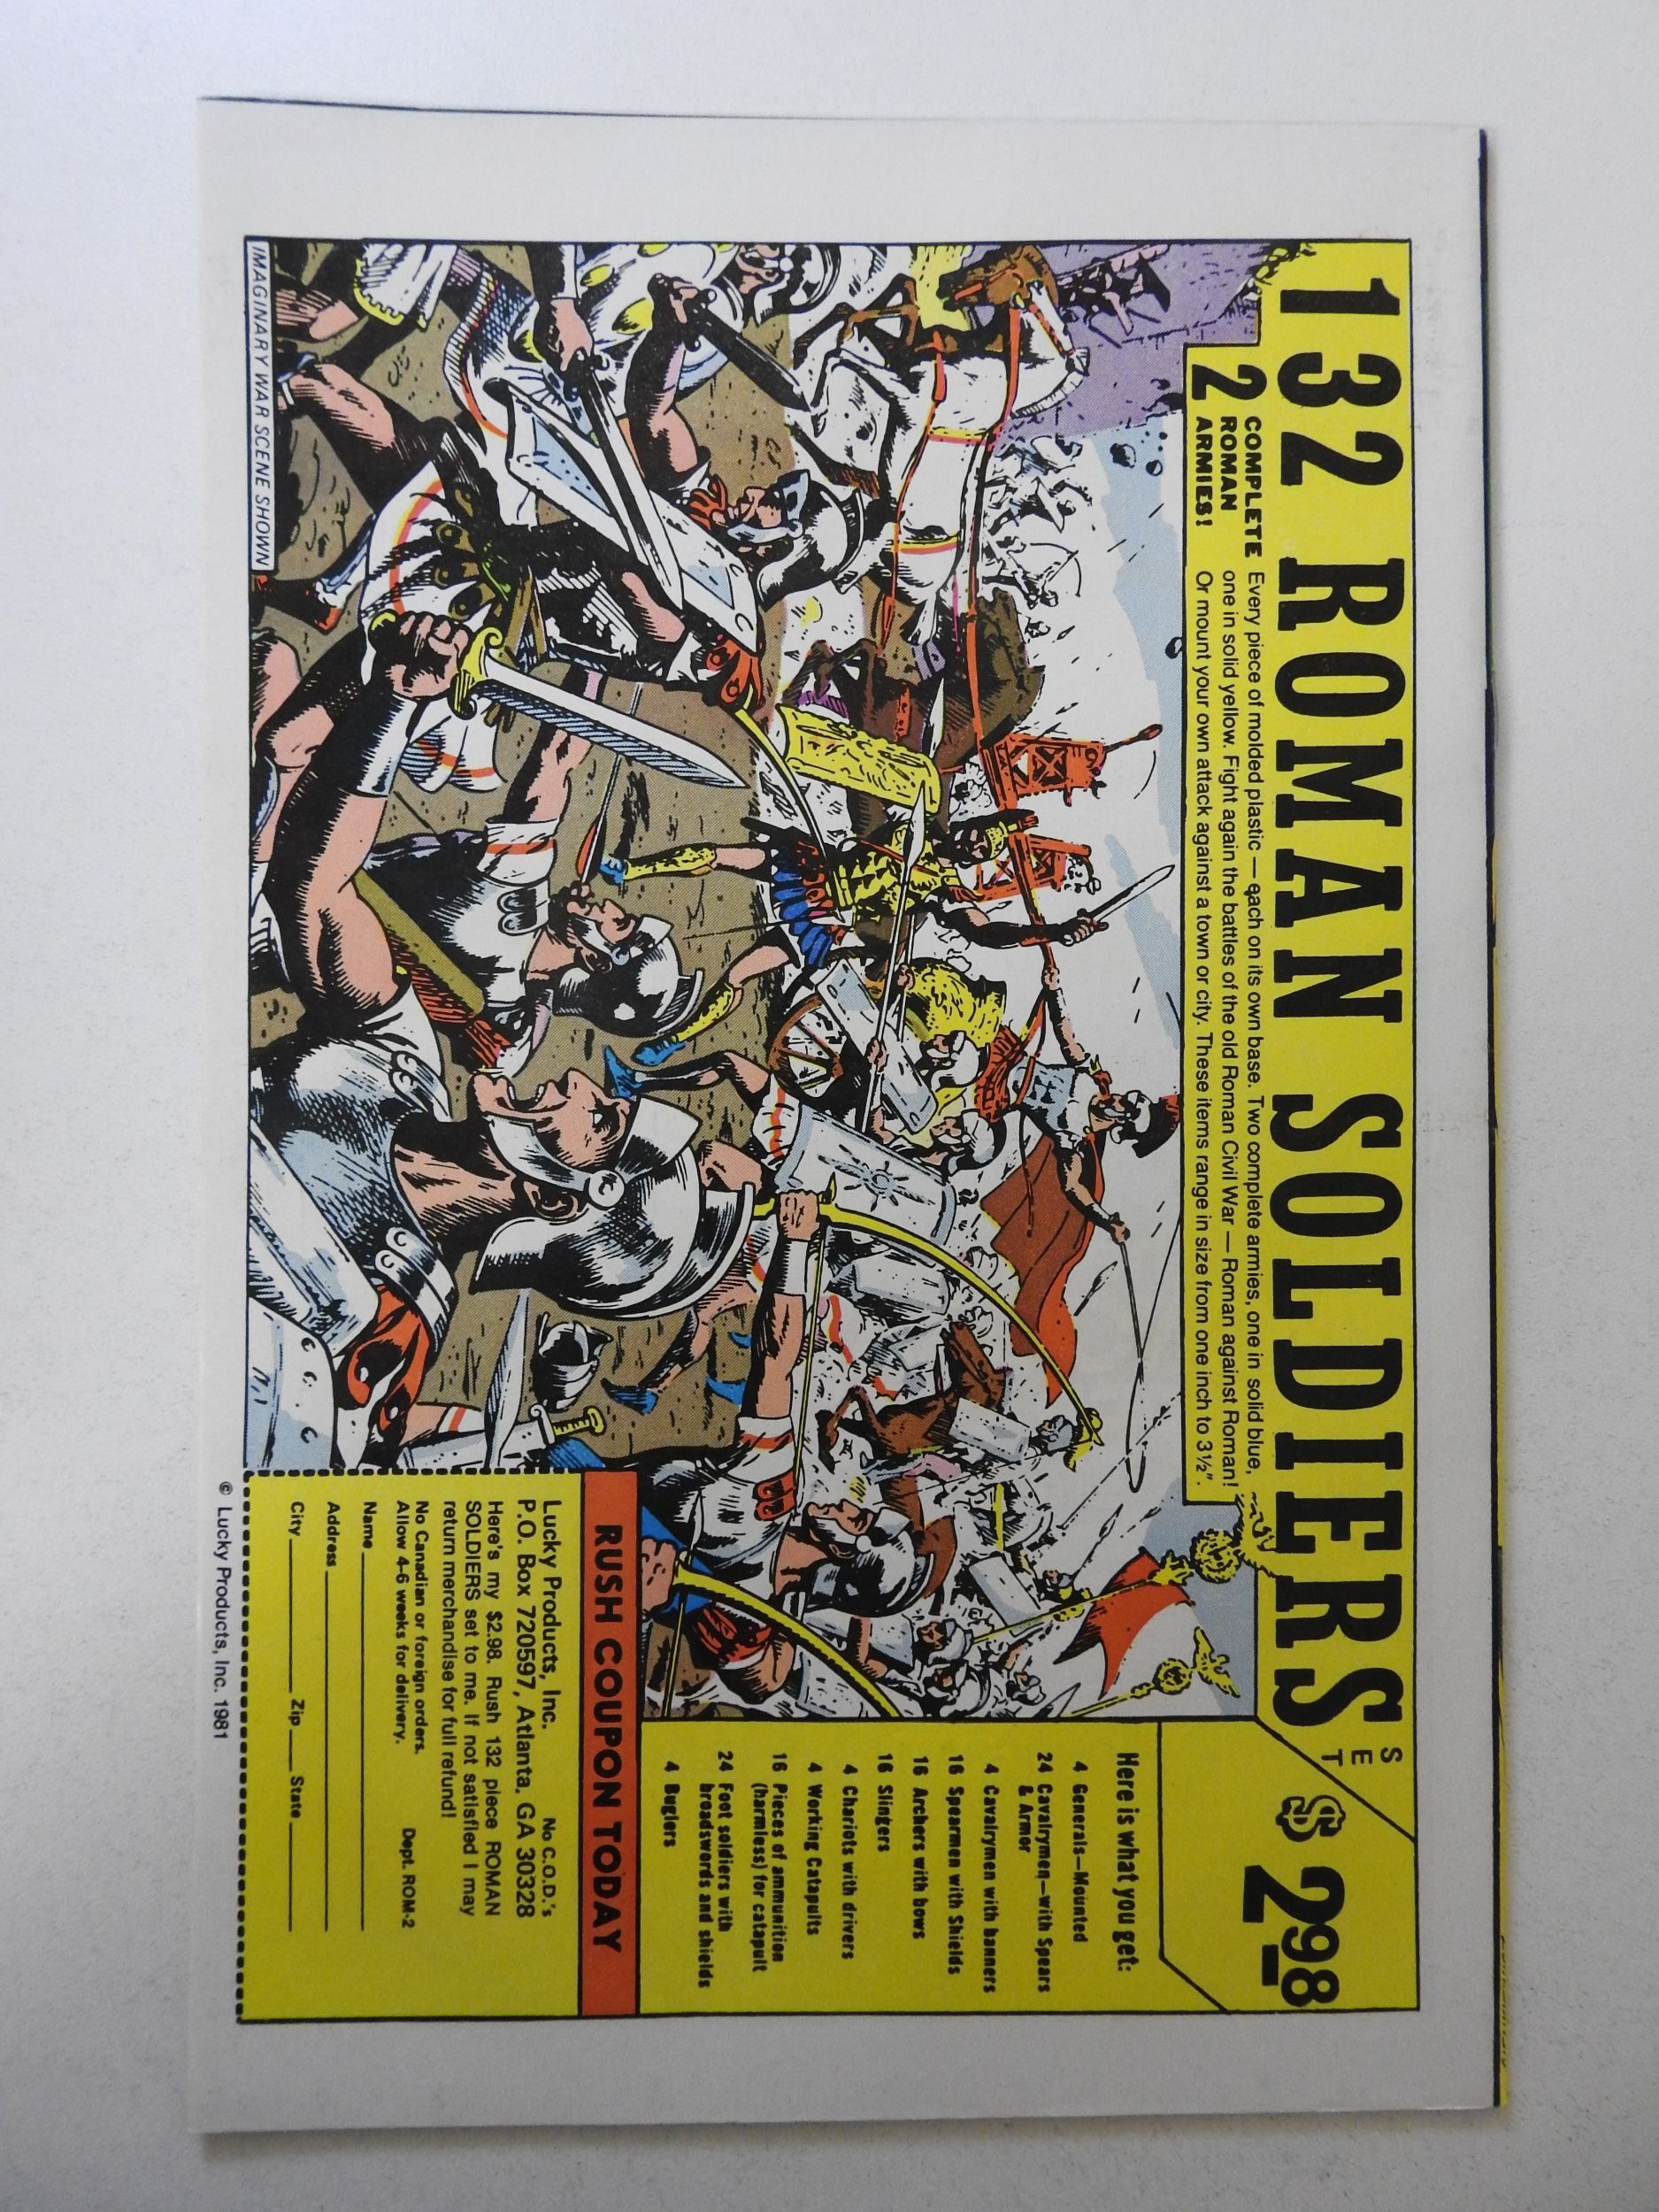 132 ROMAN SOLDIERS SET
$2.98
2 COMPLETE ROMAN ARMIES!
Every piece of molded plastic — each on its own base. Two complete armies, one in solid blue,
one in solid yellow. Fight again the battles of the old Roman Civil War — Roman against Roman!
Or mount your own attack against a town or city. These items range in size from one inch to 3½".
Here is what you get:
4 Generals—Mounted
24 Cavalrymen—with Spears
& Armor
4 Cavalrymen with banners
16 Spearmen with Shields
16 Archers with bows
16 Slingers
4 Chariots with drivers
4 Working Catapults
16 Pieces of ammunition
(harmless) for catapult
24 Foot soldiers with
broadswords and shields
4 Buglers
RUSH COUPON TODAY
Lucky Products, Inc. No C.O.D.'s
P.O. Box 720597, Atlanta, GA 30328
Here's my $2.98. Rush 132 piece ROMAN
SOLDIERS set to me. If not satisfied I may
return merchandise for full refund!
No Canadian or foreign orders.
Allow 4-6 weeks for delivery. Dept. ROM-2
Name
Address
City Zip State
IMAGINARY WAR SCENE SHOWN
© Lucky Products, Inc. 1981